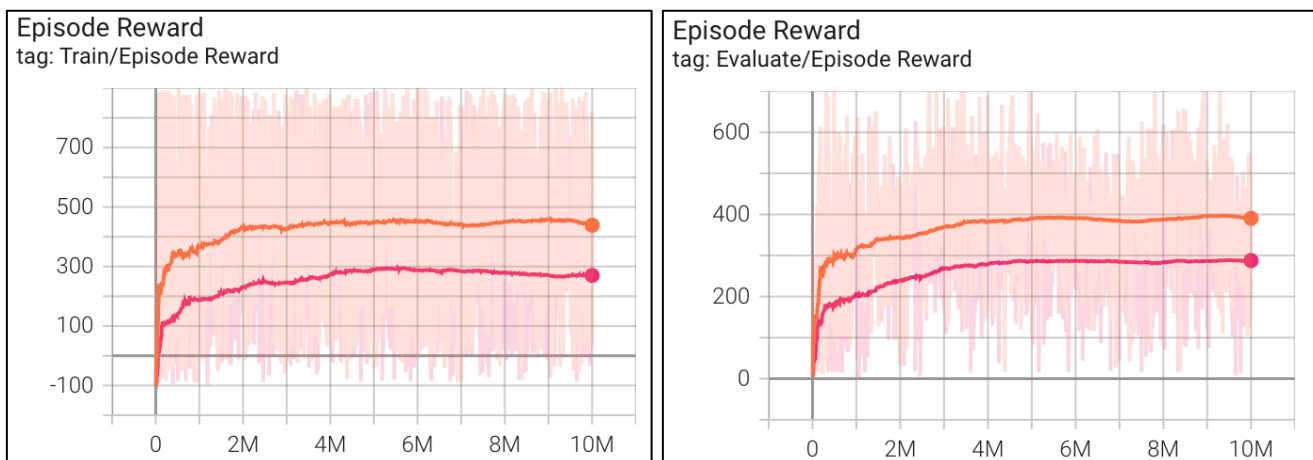 Episode Reward
tag: Train/Episode Reward
700
500
300
100
-100
0 2M 4M 6M 8M 10M
Episode Reward
tag: Evaluate/Episode Reward
600
400
200
0
0 2M 4M 6M 8M 10M